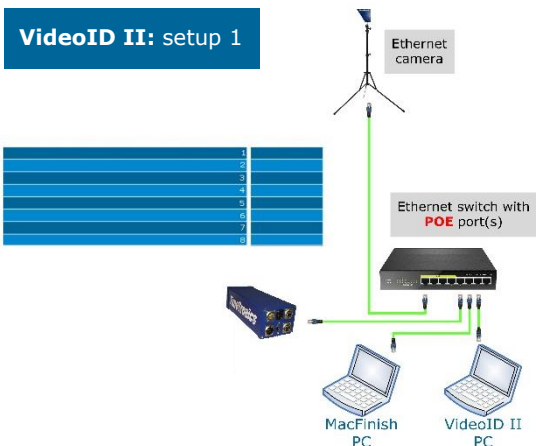 VideoID II: setup 1
Ethernet
camera
1
2
3
4
5
6
7
8
Ethernet switch with
POE port(s)
MacFinish
PC
VideoID II
PC